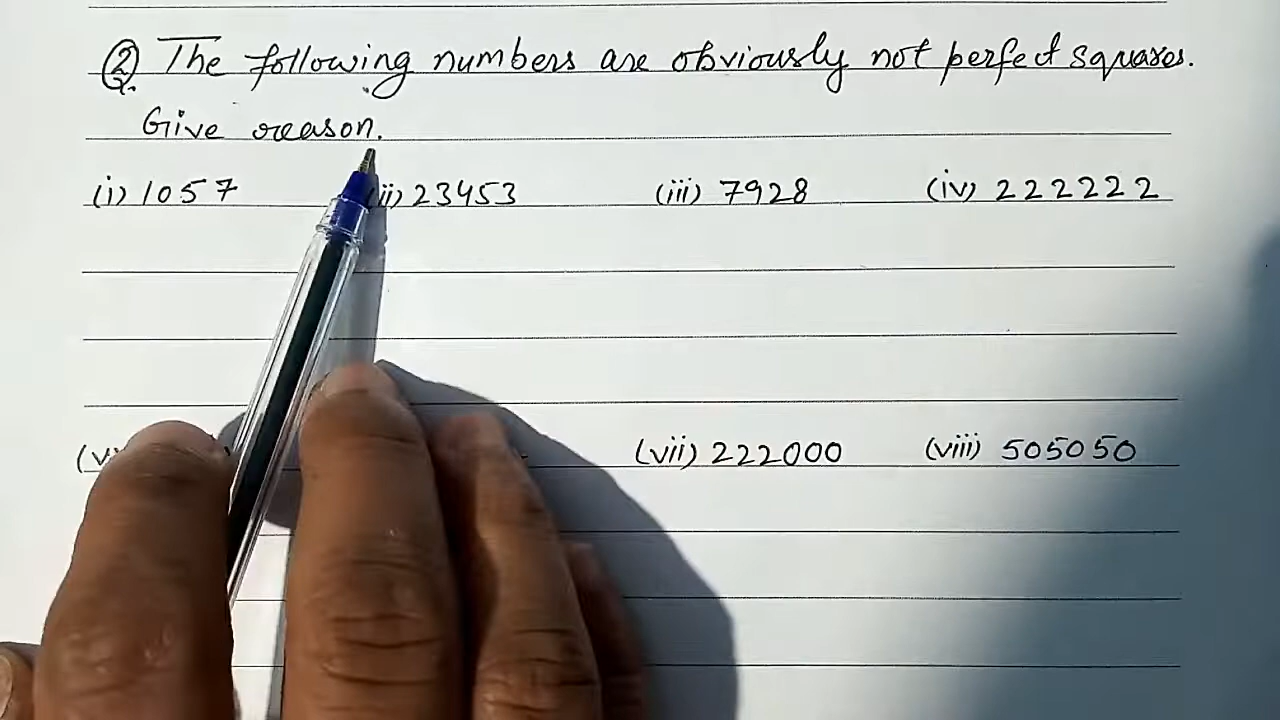 Q2 The following numbers are obviously not perfect squares.
Give reason.
(i) 1057 (ii) 23453 (iii) 7928 (iv) 222222
(vii) 222000 (viii) 505050